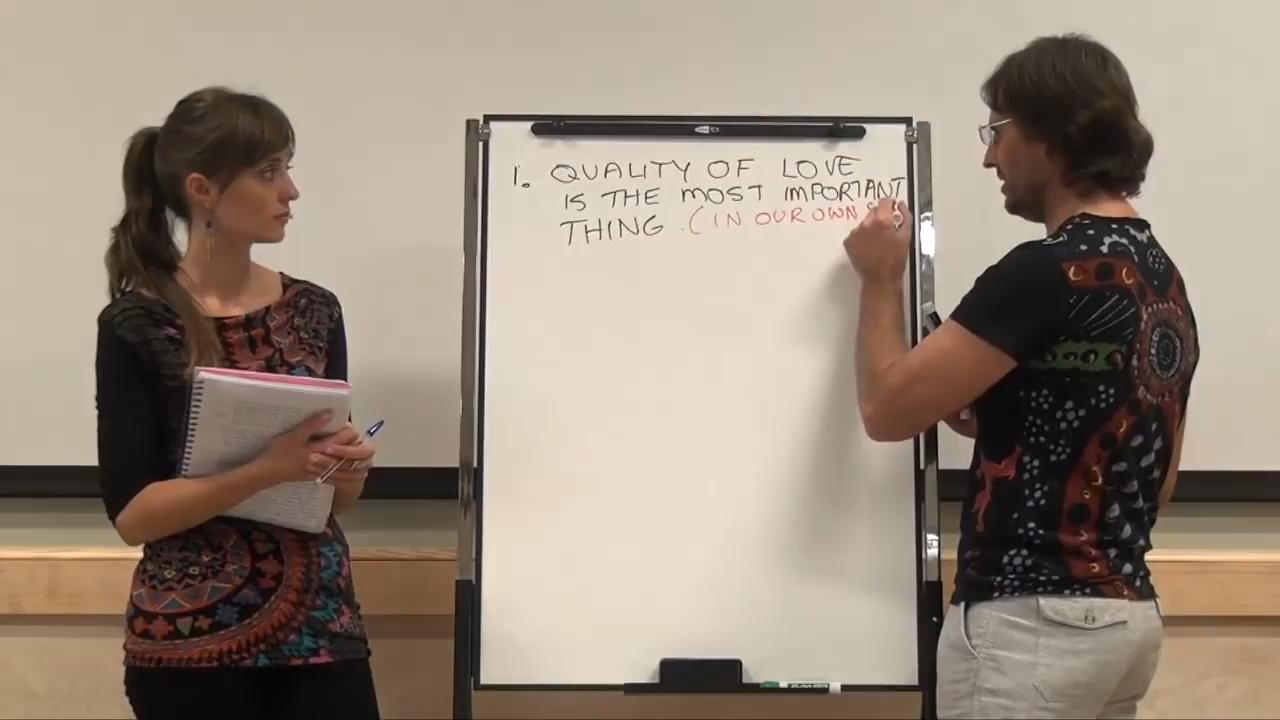 1. QUALITY OF LOVE
IS THE MOST IMPORTANT
THING. (IN OUR OWN